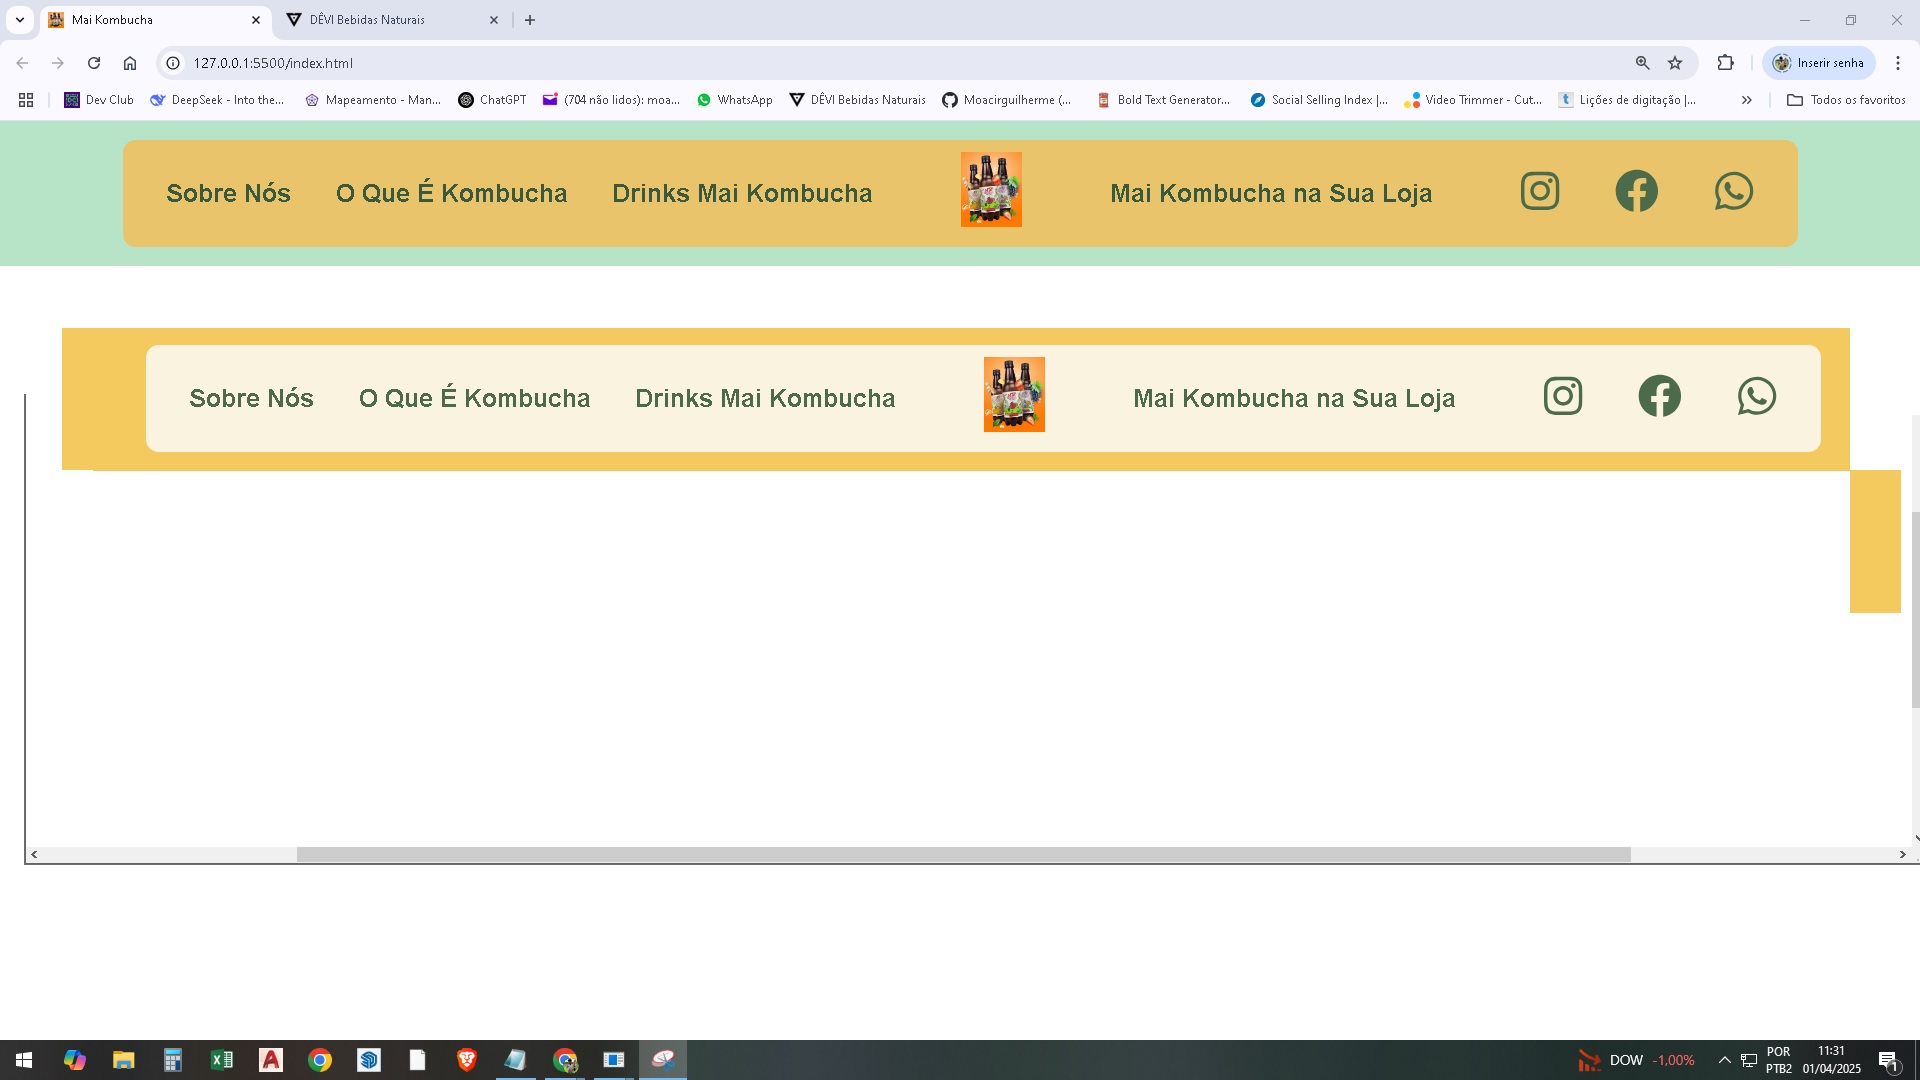 Mai Kombucha
DÊVI Bebidas Naturais
127.0.0.1:5500/index.html
Inserir senha
Dev Club
DeepSeek - Into the...
Mapeamento - Man...
ChatGPT
(704 não lidos): moa...
WhatsApp
DÊVI Bebidas Naturais
Moacirguilherme (...
Bold Text Generator...
Social Selling Index |...
Video Trimmer - Cut...
Lições de digitação |...
Todos os favoritos
Sobre Nós
O Que É Kombucha
Drinks Mai Kombucha
Mai Kombucha na Sua Loja
Sobre Nós
O Que É Kombucha
Drinks Mai Kombucha
Mai Kombucha na Sua Loja
DOW -1,00%
POR
PTB2
11:31
01/04/2025
1